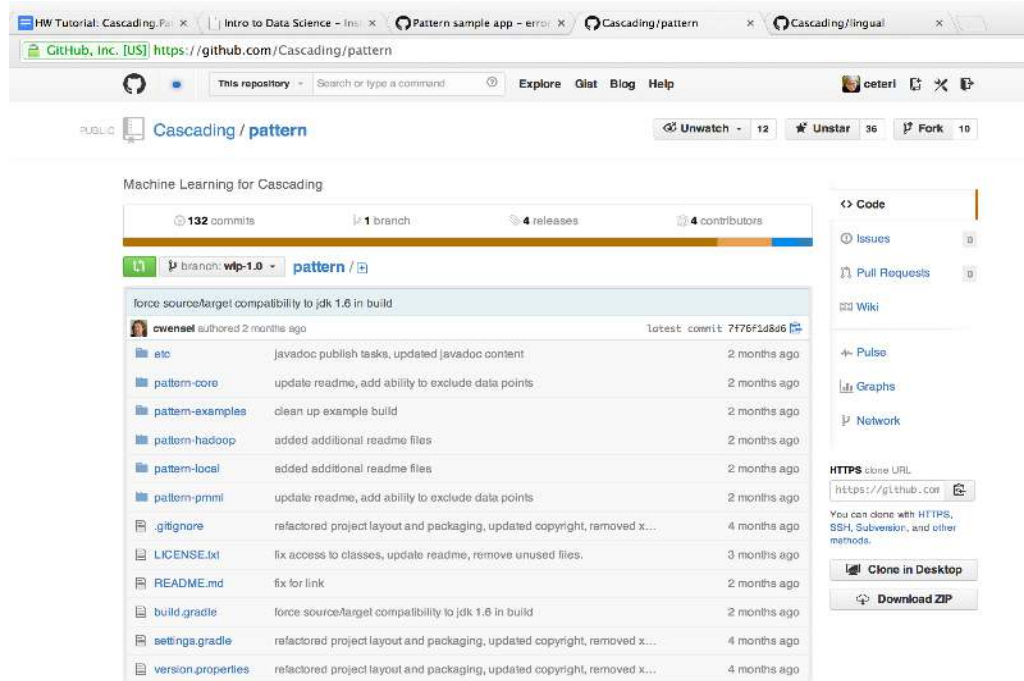 HW Tutorial: Cascading.Pa × Intro to Data Science – Ins × Pattern sample app – error × Cascading/pattern × Cascading/lingual ×
GitHub, Inc. [US] https://github.com/Cascading/pattern
This repository Search or type a command Explore Gist Blog Help ceteri
PUBLIC Cascading / pattern Unwatch 12 Unstar 36 Fork 10
Machine Learning for Cascading
<> Code
132 commits 1 branch 4 releases 4 contributors
Issues 0
branch: wip-1.0 pattern /
Pull Requests 0
force source/target compatibility to jdk 1.6 in build
Wiki
cwensel authored 2 months ago latest commit 7f76f1d8d6
etc javadoc publish tasks, updated javadoc content 2 months ago
Pulse
pattern-core update readme, add ability to exclude data points 2 months ago
Graphs
pattern-examples clean up example build 2 months ago
Network
pattern-hadoop added additional readme files 2 months ago
pattern-local added additional readme files 2 months ago
HTTPS clone URL
https://github.com
pattern-pmml update readme, add ability to exclude data points 2 months ago
You can clone with HTTPS,
SSH, Subversion, and other
methods.
.gitignore refactored project layout and packaging, updated copyright, removed x... 4 months ago
LICENSE.txt fix access to classes, update readme, remove unused files. 3 months ago
Clone in Desktop
README.md fix for link 2 months ago
Download ZIP
build.gradle force source/target compatibility to jdk 1.6 in build 2 months ago
settings.gradle refactored project layout and packaging, updated copyright, removed x... 4 months ago
version.properties refactored project layout and packaging, updated copyright, removed x... 4 months ago